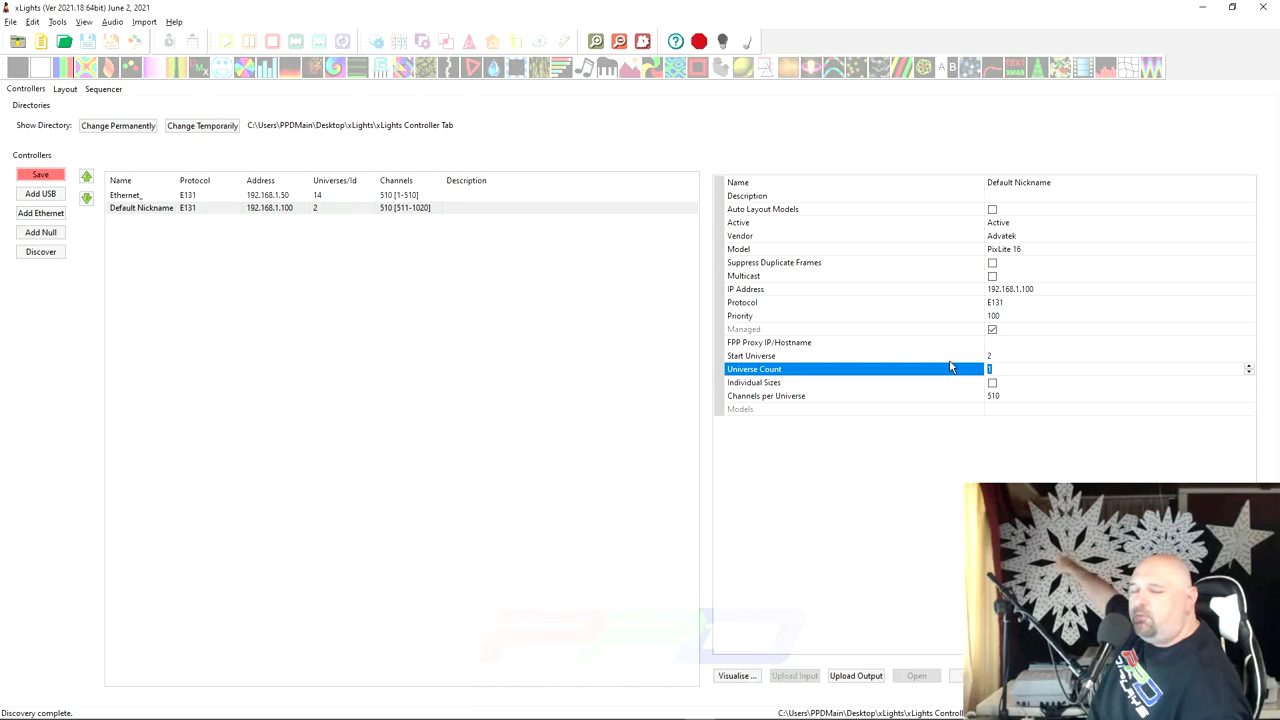 xLights (Ver 2021.18 64bit) June 2, 2021
File Edit Tools View Audio Import Help
Controllers Layout Sequencer
Directories
Show Directory: Change Permanently Change Temporarily C:\Users\PPDMain\Desktop\xLights\xLights Controller Tab
Controllers
Save
Add USB
Add Ethernet
Add Null
Discover
Name Protocol Address Universes/Id Channels Description
Ethernet_ E131 192.168.1.50 14 510 [1-510]
Default Nickname E131 192.168.1.100 2 510 [511-1020]
Name Default Nickname
Description
Auto Layout Models
Active Active
Vendor Advatek
Model PixLite 16
Suppress Duplicate Frames
Multicast
IP Address 192.168.1.100
Protocol E131
Priority 100
Managed
FPP Proxy IP/Hostname
Start Universe 2
Universe Count 1
Individual Sizes
Channels per Universe 510
Models
PPD
Visualise ... Upload Input Upload Output Open
Discovery complete. C:\Users\PPDMain\Desktop\xLights\xLights Controll